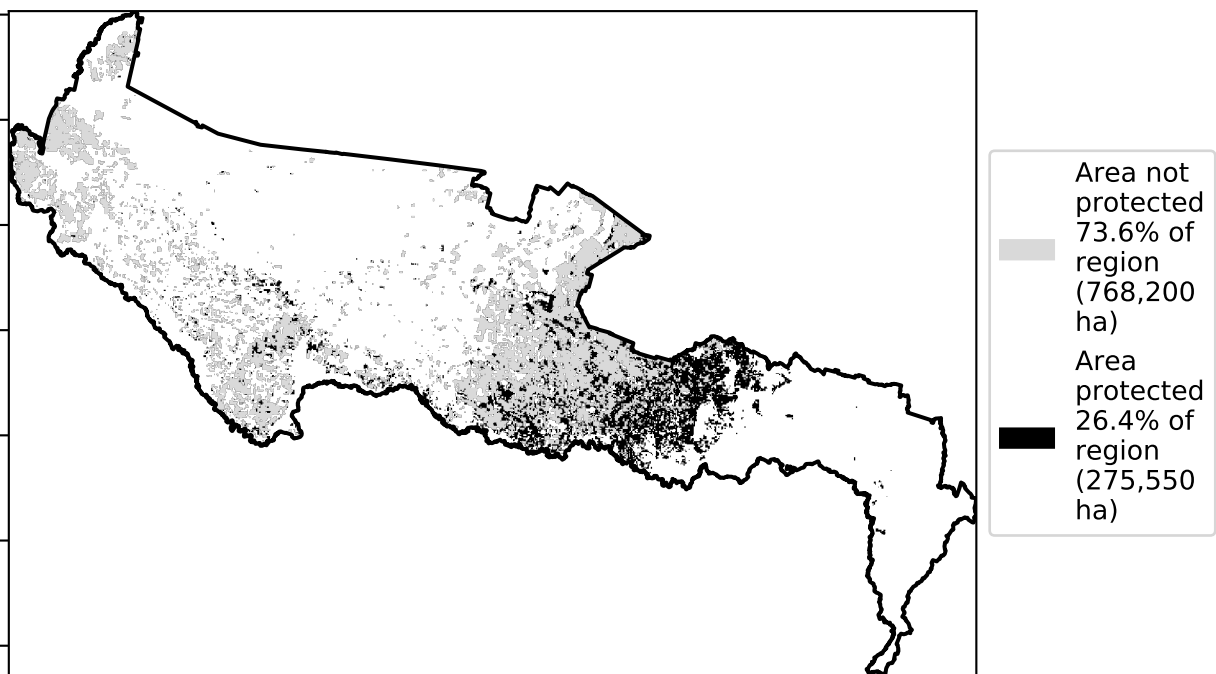 Area not
protected
73.6% of
region
(768,200
ha)
Area
protected
26.4% of
region
(275,550
ha)